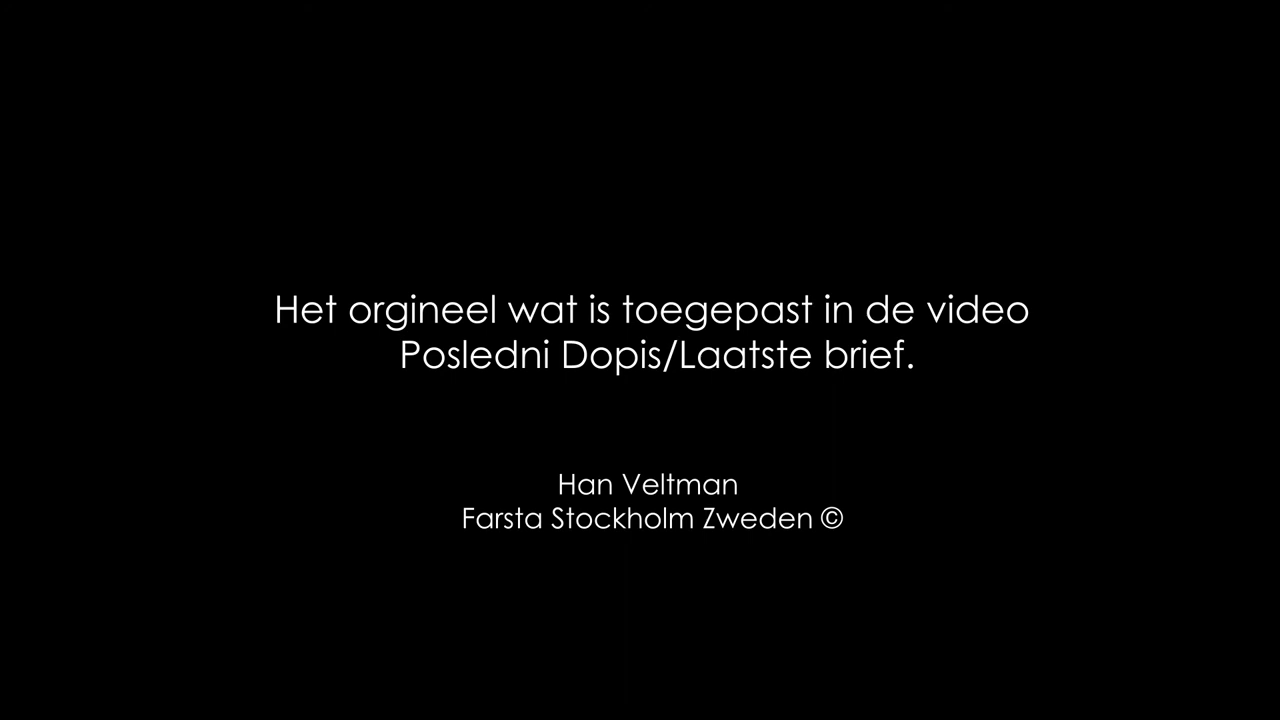 Het orgineel wat is toegepast in de video
Posledni Dopis/Laatste brief.
Han Veltman
Farsta Stockholm Zweden ©